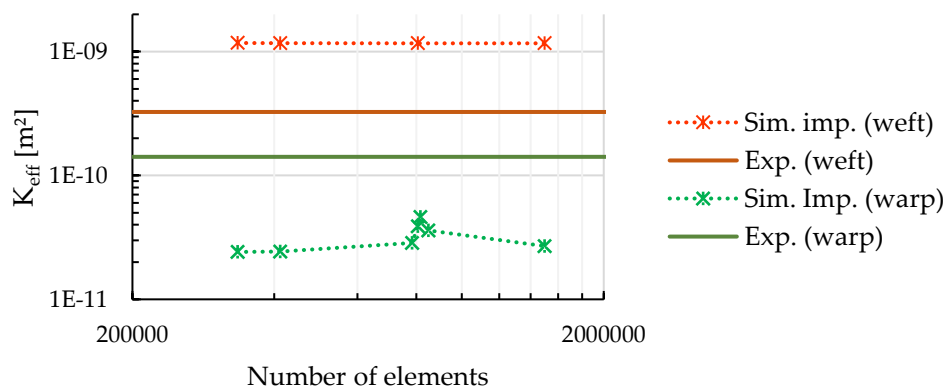 1E-09
1E-10
1E-11
K_eff [m²]
200000
2000000
Number of elements
Sim. imp. (weft)
Exp. (weft)
Sim. Imp. (warp)
Exp. (warp)